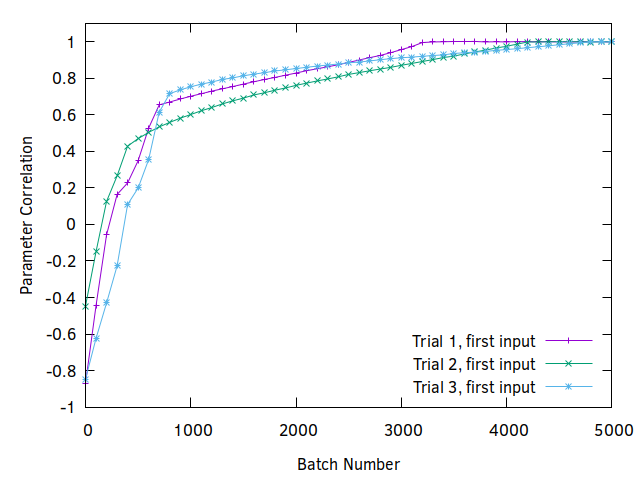 1
0.8
0.6
0.4
0.2
0
-0.2
-0.4
-0.6
-0.8
-1
Parameter Correlation
Trial 1, first input
Trial 2, first input
Trial 3, first input
0 1000 2000 3000 4000 5000
Batch Number